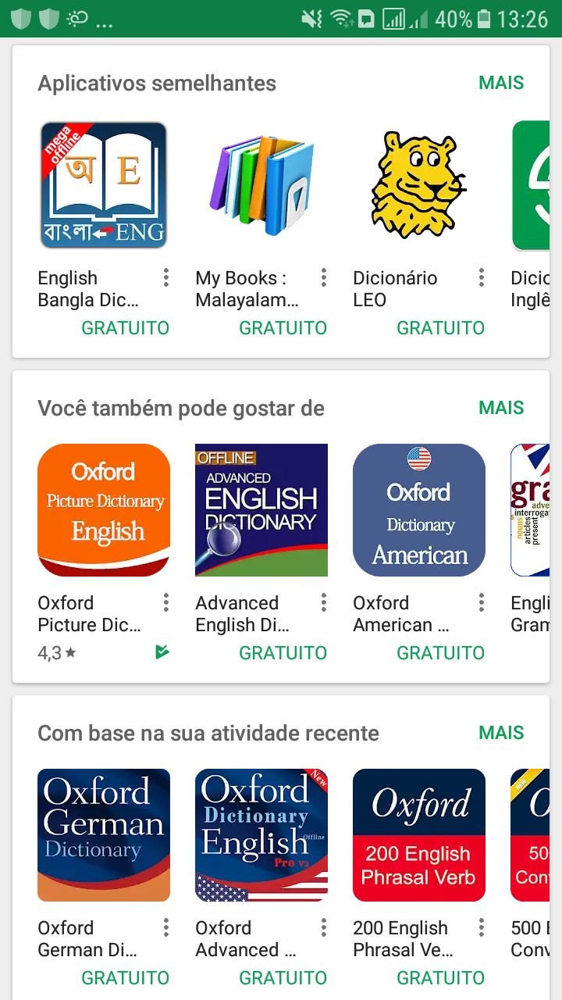 ... 40% 13:26
Aplicativos semelhantes MAIS
mega
offline
অ E
বাংলা ENG
English
Bangla Dic...
GRATUITO
My Books :
Malayalam...
GRATUITO
Dicionário
LEO
GRATUITO
Dicio
Inglê
Você também pode gostar de MAIS
Oxford
Picture Dictionary
English
OFFLINE
ADVANCED
ENGLISH
DICTIONARY
Oxford
Dictionary
American
gra
adve
interrogat
nouns
articles
present
Oxford
Picture Dic...
4,3★
Advanced
English Di...
GRATUITO
Oxford
American ...
GRATUITO
Engli
Gram
Com base na sua atividade recente MAIS
Oxford
German
Dictionary
New
Oxford
Dictionary
English Offline
Pro v2
Oxford
200 English
Phrasal Verb
NEW
O
50
Con
Oxford
German Di...
GRATUITO
Oxford
Advanced ...
GRATUITO
200 English
Phrasal Ve...
GRATUITO
500 E
Conv